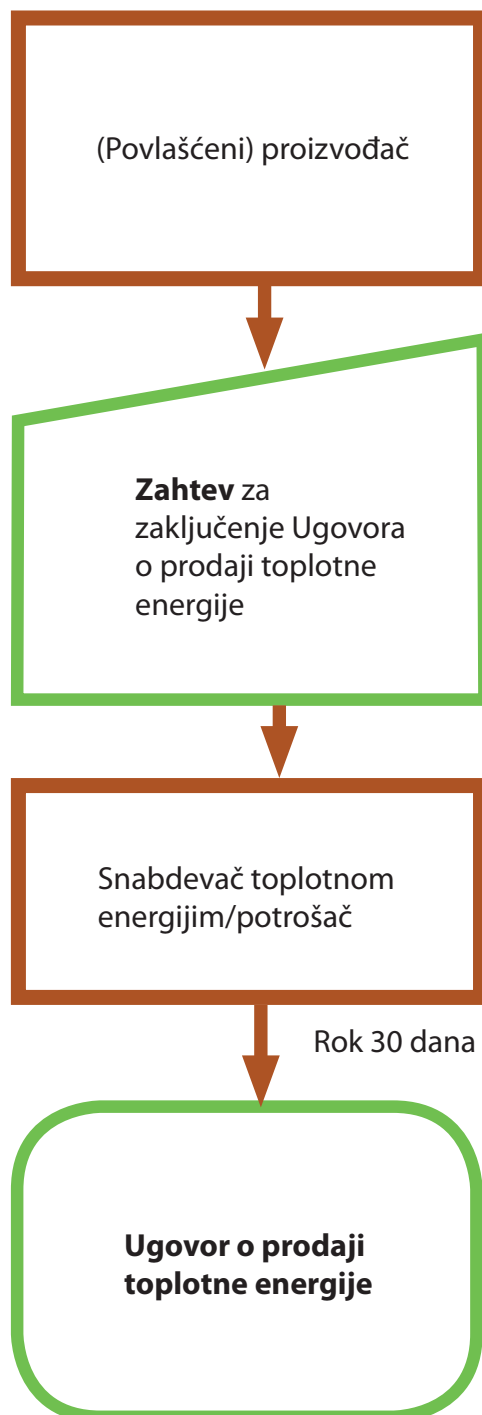 (Povlašćeni) proizvođač
Zahtev za
zaključenje Ugovora
o prodaji toplotne
energije
Snabdevač toplotnom
energijim/potrošač
Rok 30 dana
Ugovor o prodaji
toplotne energije